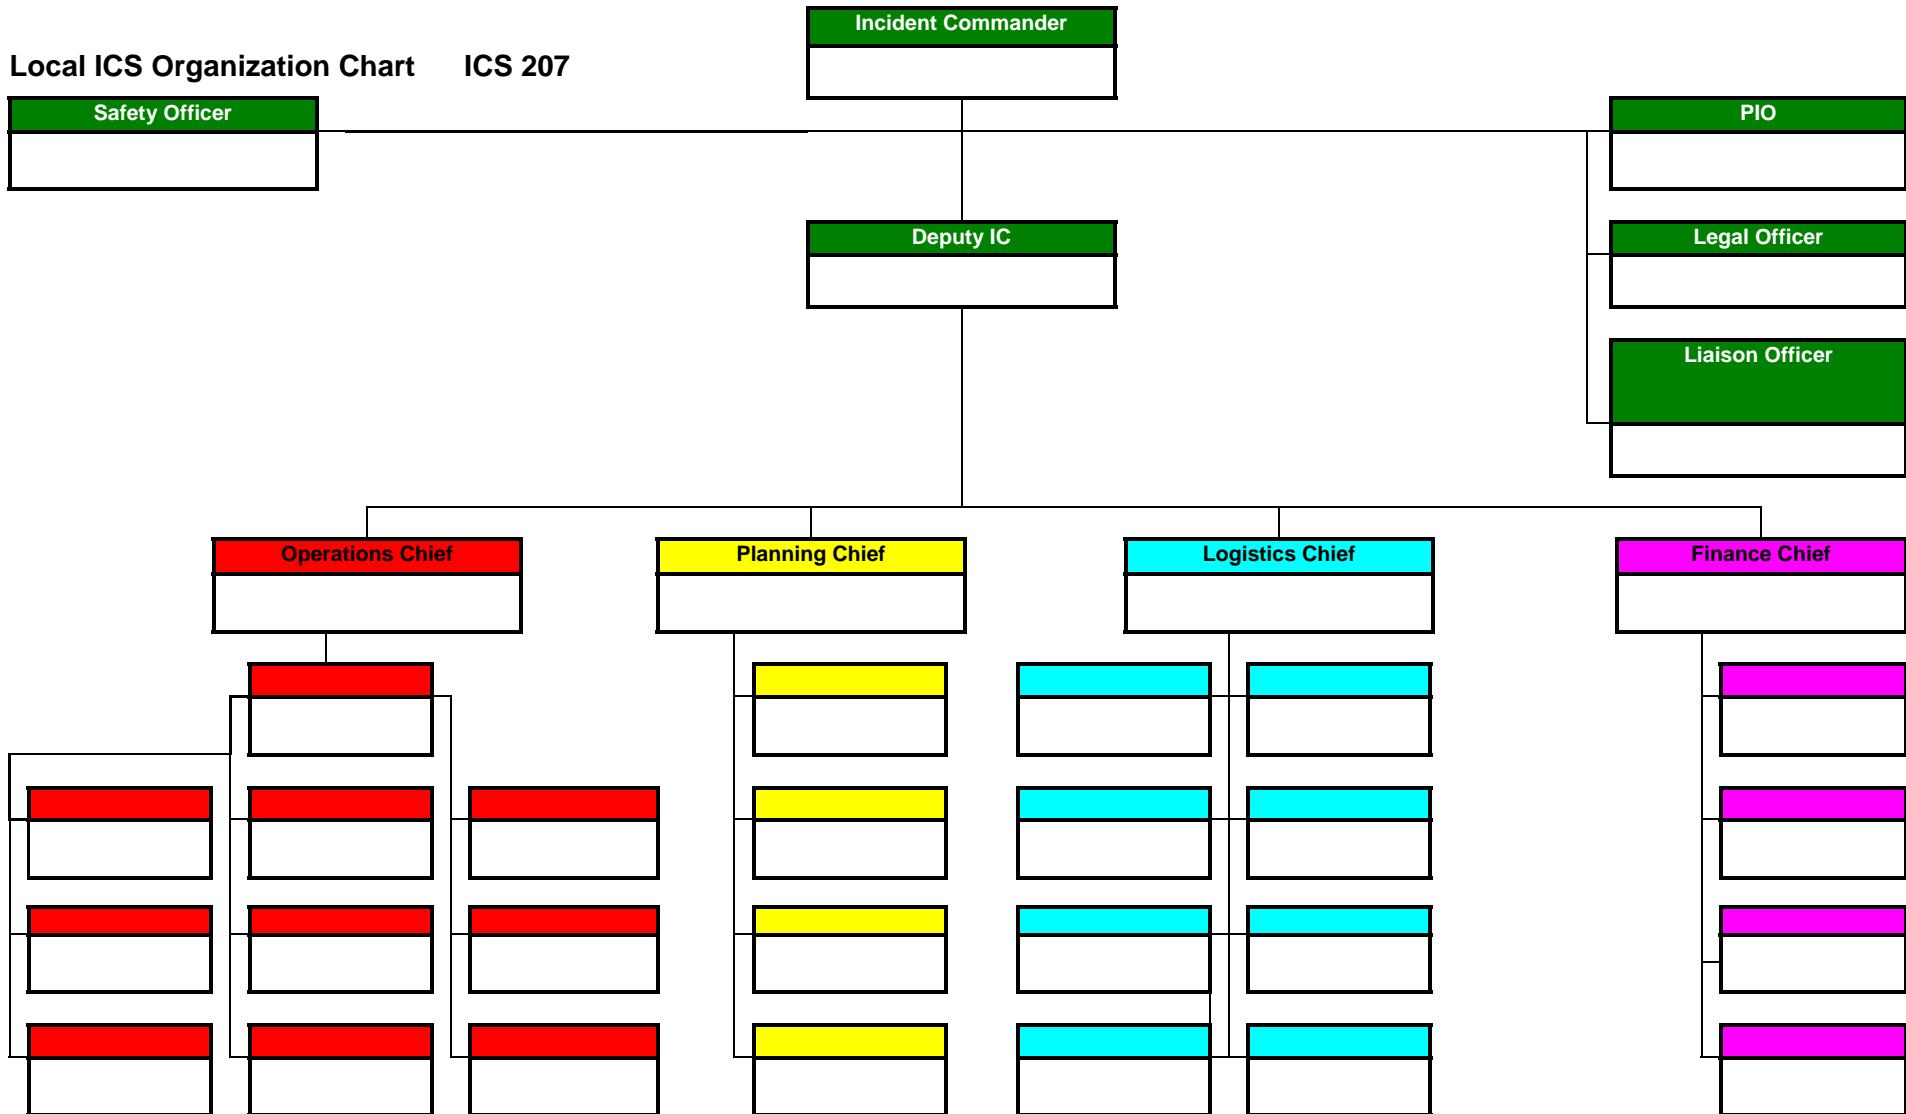 Incident Commander
Local ICS Organization Chart ICS 207
Safety Officer
PIO
Deputy IC
Legal Officer
Liaison Officer
Operations Chief
Planning Chief
Logistics Chief
Finance Chief